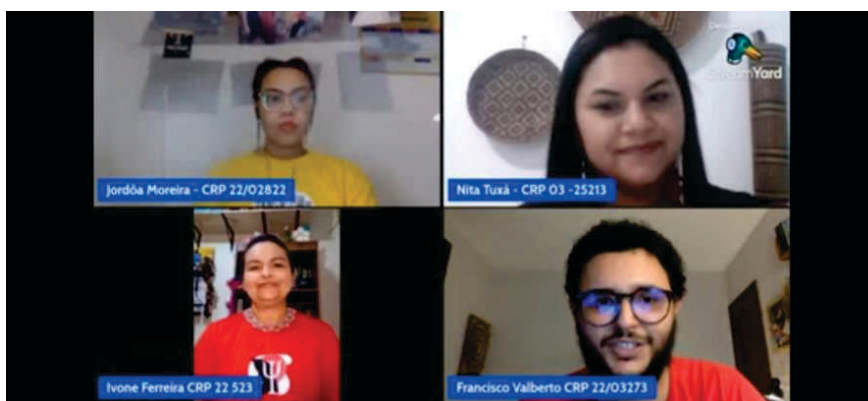 Jordôa Moreira - CRP 22/02822
Nita Tuxá - CRP 03 -25213
Ivone Ferreira CRP 22 523
Francisco Valberto CRP 22/03273